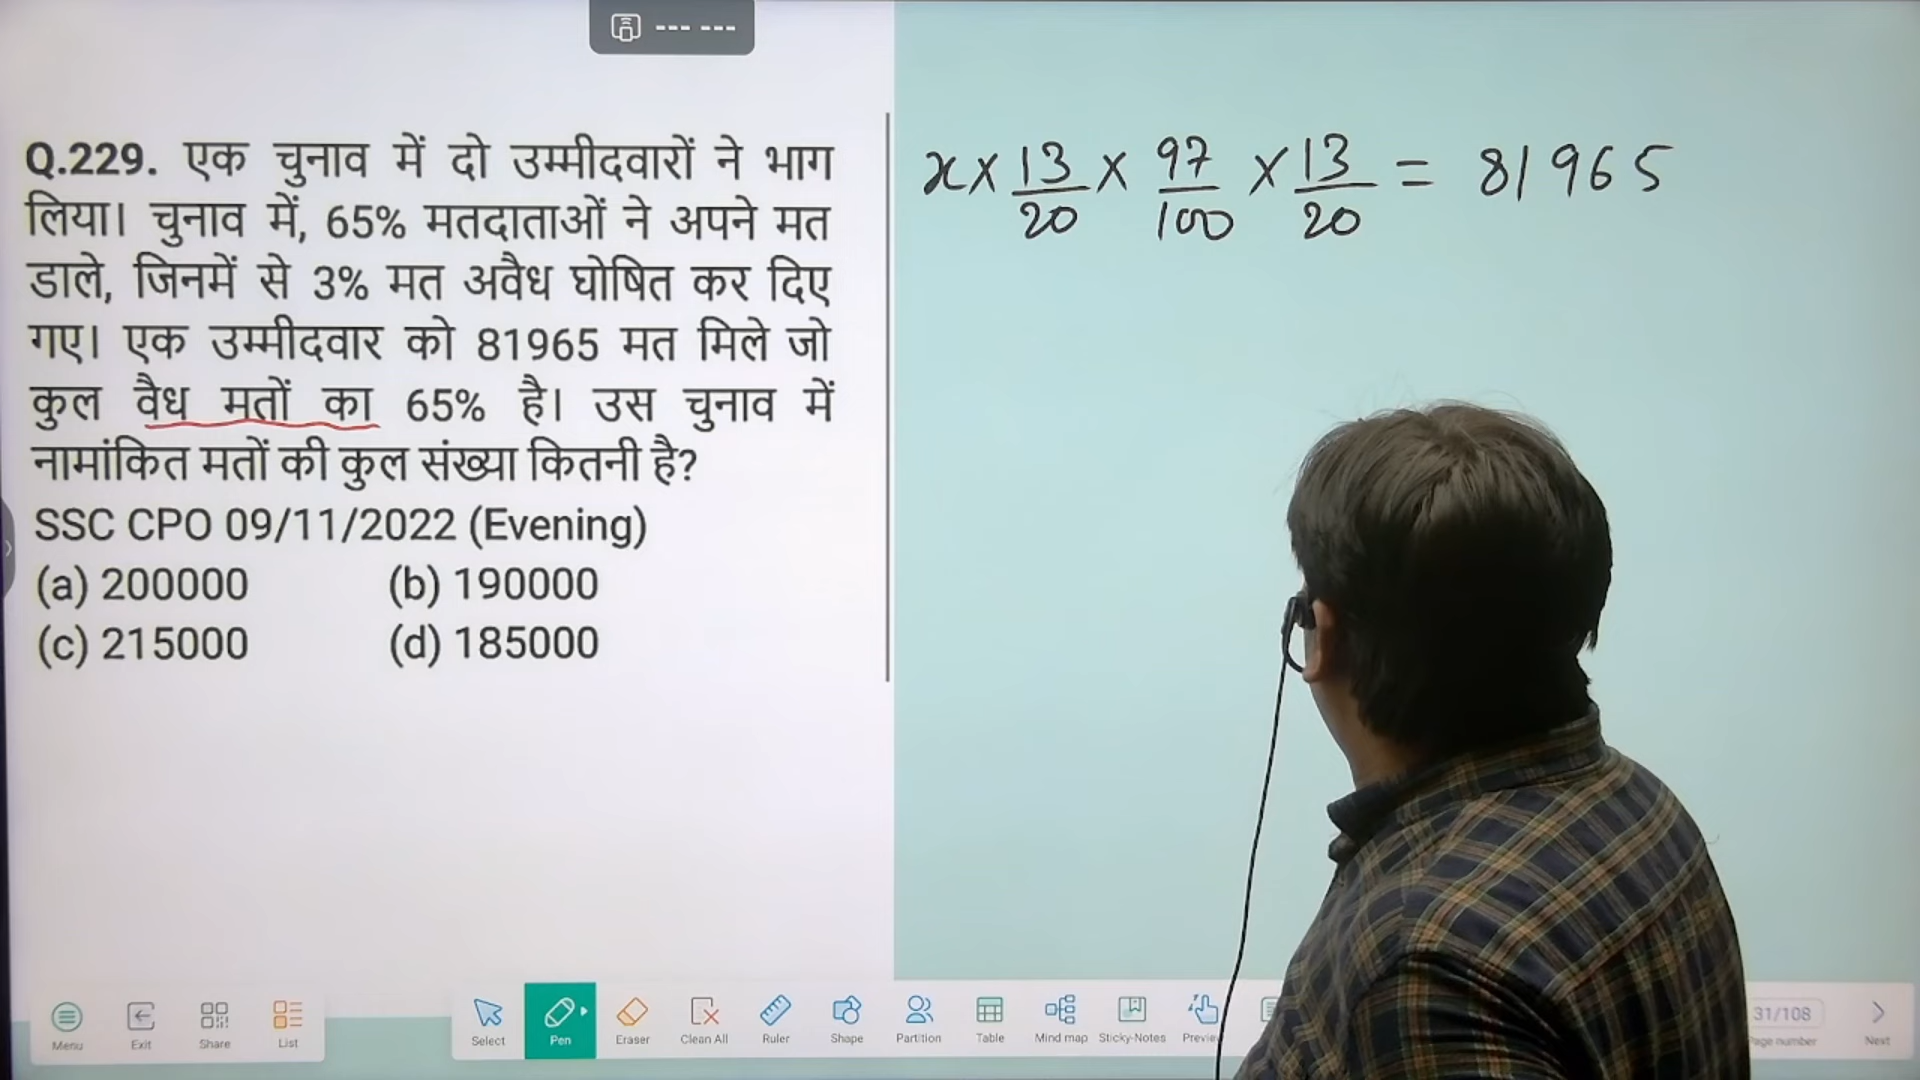 --- ---
Q.229. एक चुनाव में दो उम्मीदवारों ने भाग
लिया। चुनाव में, 65% मतदाताओं ने अपने मत
डाले, जिनमें से 3% मत अवैध घोषित कर दिए
गए। एक उम्मीदवार को 81965 मत मिले जो
कुल वैध मतों का 65% है। उस चुनाव में
नामांकित मतों की कुल संख्या कितनी है?
SSC CPO 09/11/2022 (Evening)
(a) 200000 (b) 190000
(c) 215000 (d) 185000
x × 13/20 × 97/100 × 13/20 = 81965
Menu Exit Share List Select Pen Eraser Clean All Ruler Shape Partition Table Mind map Sticky-Notes Preview
31/108
Page number Next